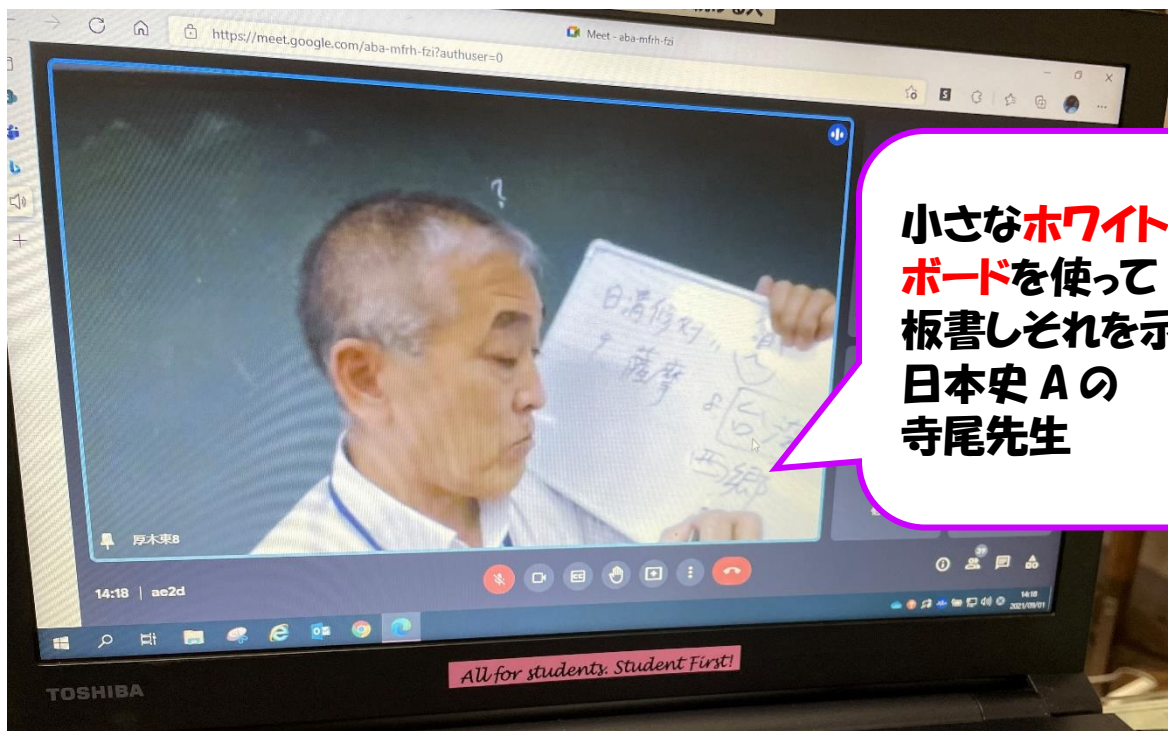 https://meet.google.com/aba-mfrh-fzi?authuser=0
Meet - aba-mfrh-fzi
?
日清修好
薩摩
西郷
小さなホワイト
ボードを使って
板書しそれを示
日本史Aの
寺尾先生
厚木東8
14:18 | ae2d
39
14:18
2021/09/01
All for students. Student First!
TOSHIBA